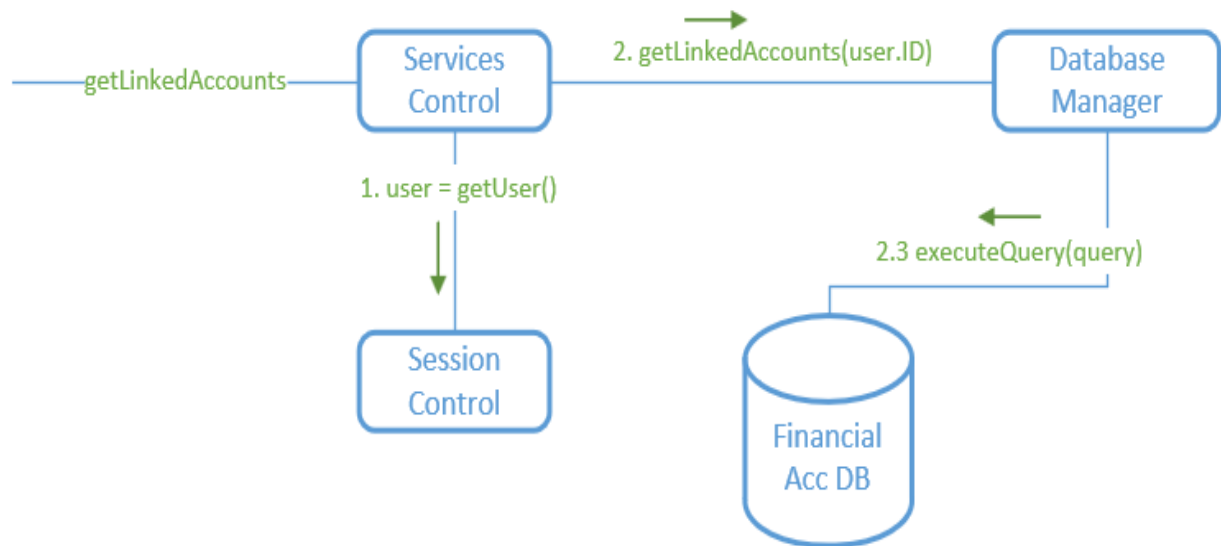 getLinkedAccounts
Services
Control
2. getLinkedAccounts(user.ID)
Database
Manager
1. user = getUser()
2.3 executeQuery(query)
Session
Control
Financial
Acc DB